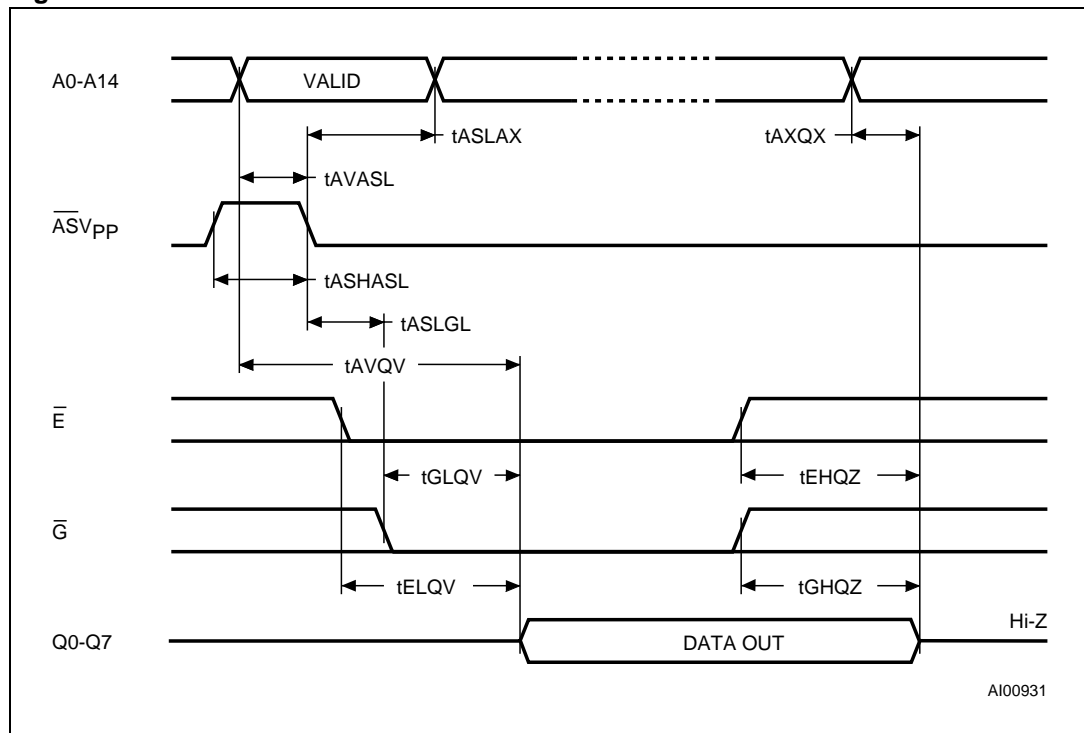 A0-A14
VALID
tASLAX
tAXQX
tAVASL
A̅S̅VPP
tASHASL
tASLGL
tAVQV
E̅
tGLQV
tEHQZ
G̅
tELQV
tGHQZ
Hi-Z
Q0-Q7
DATA OUT
AI00931